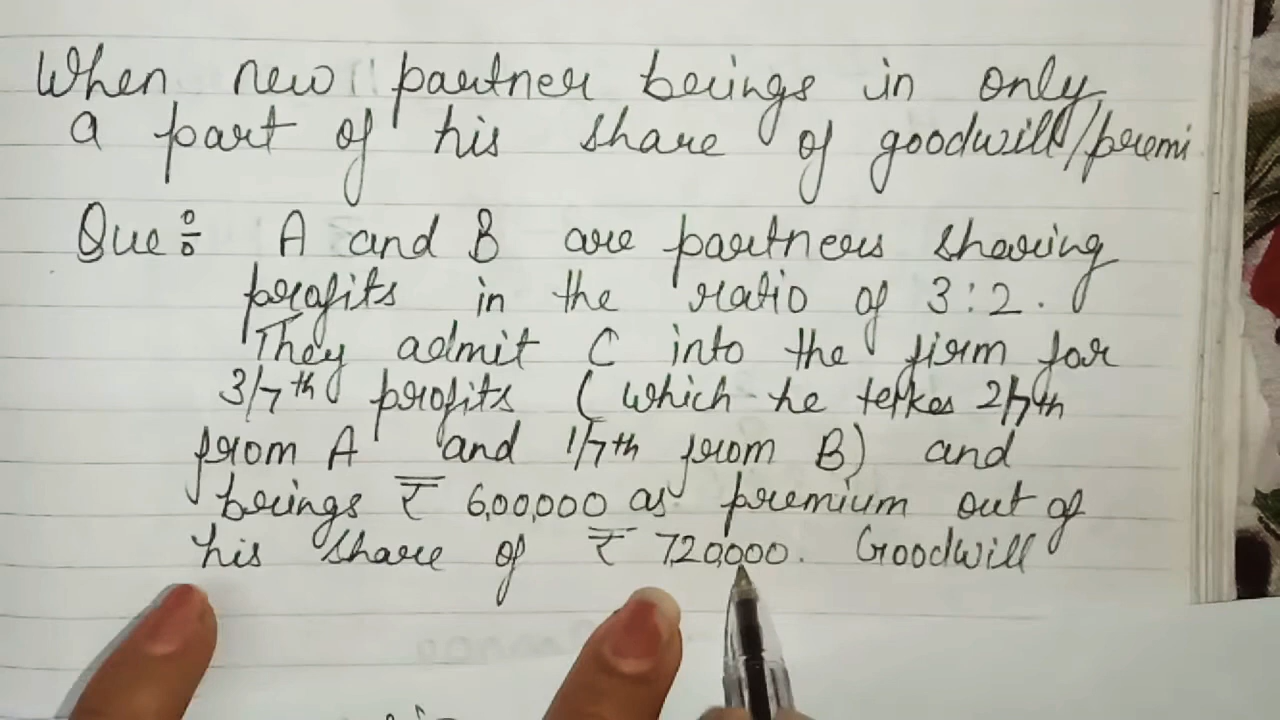 When new partner brings in only
a part of his share of goodwill/premi
Que: A and B are partners sharing
profits in the ratio of 3:2.
They admit C into the firm for
3/7th profits (which he takes 2/7th
from A and 1/7th from B) and
brings ₹ 6,00,000 as premium out of
his share of ₹ 7,20,000. Goodwill